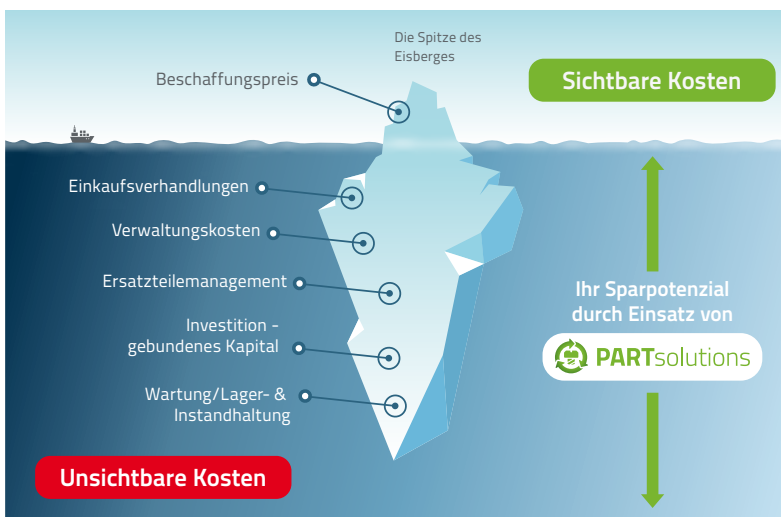 Die Spitze des
Eisberges
Beschaffungspreis
Sichtbare Kosten
Einkaufsverhandlungen
Verwaltungskosten
Ersatzteilemanagement
Investition -
gebundenes Kapital
Wartung/Lager- &
Instandhaltung
Ihr Sparpotenzial
durch Einsatz von
PARTsolutions
Unsichtbare Kosten